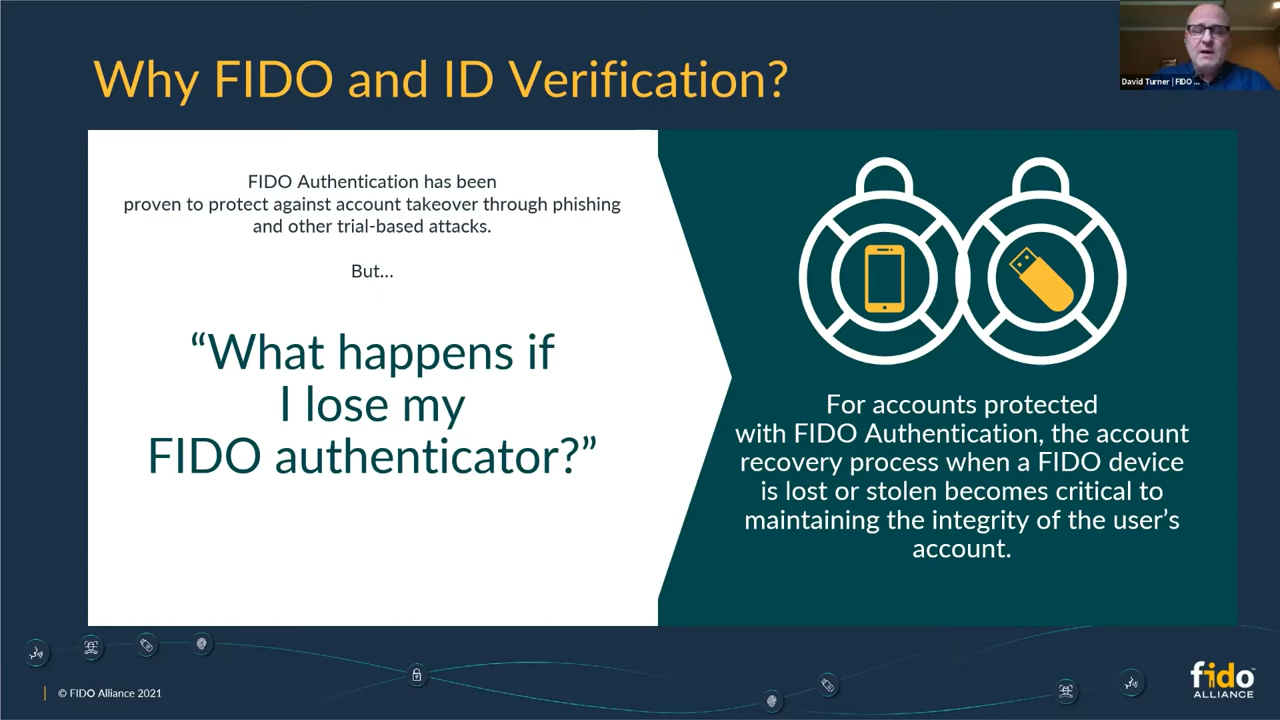 Why FIDO and ID Verification?
David Turner | FIDO ...
FIDO Authentication has been
proven to protect against account takeover through phishing
and other trial-based attacks.
But...
“What happens if
I lose my
FIDO authenticator?”
For accounts protected
with FIDO Authentication, the account
recovery process when a FIDO device
is lost or stolen becomes critical to
maintaining the integrity of the user’s
account.
© FIDO Alliance 2021
fido
ALLIANCE